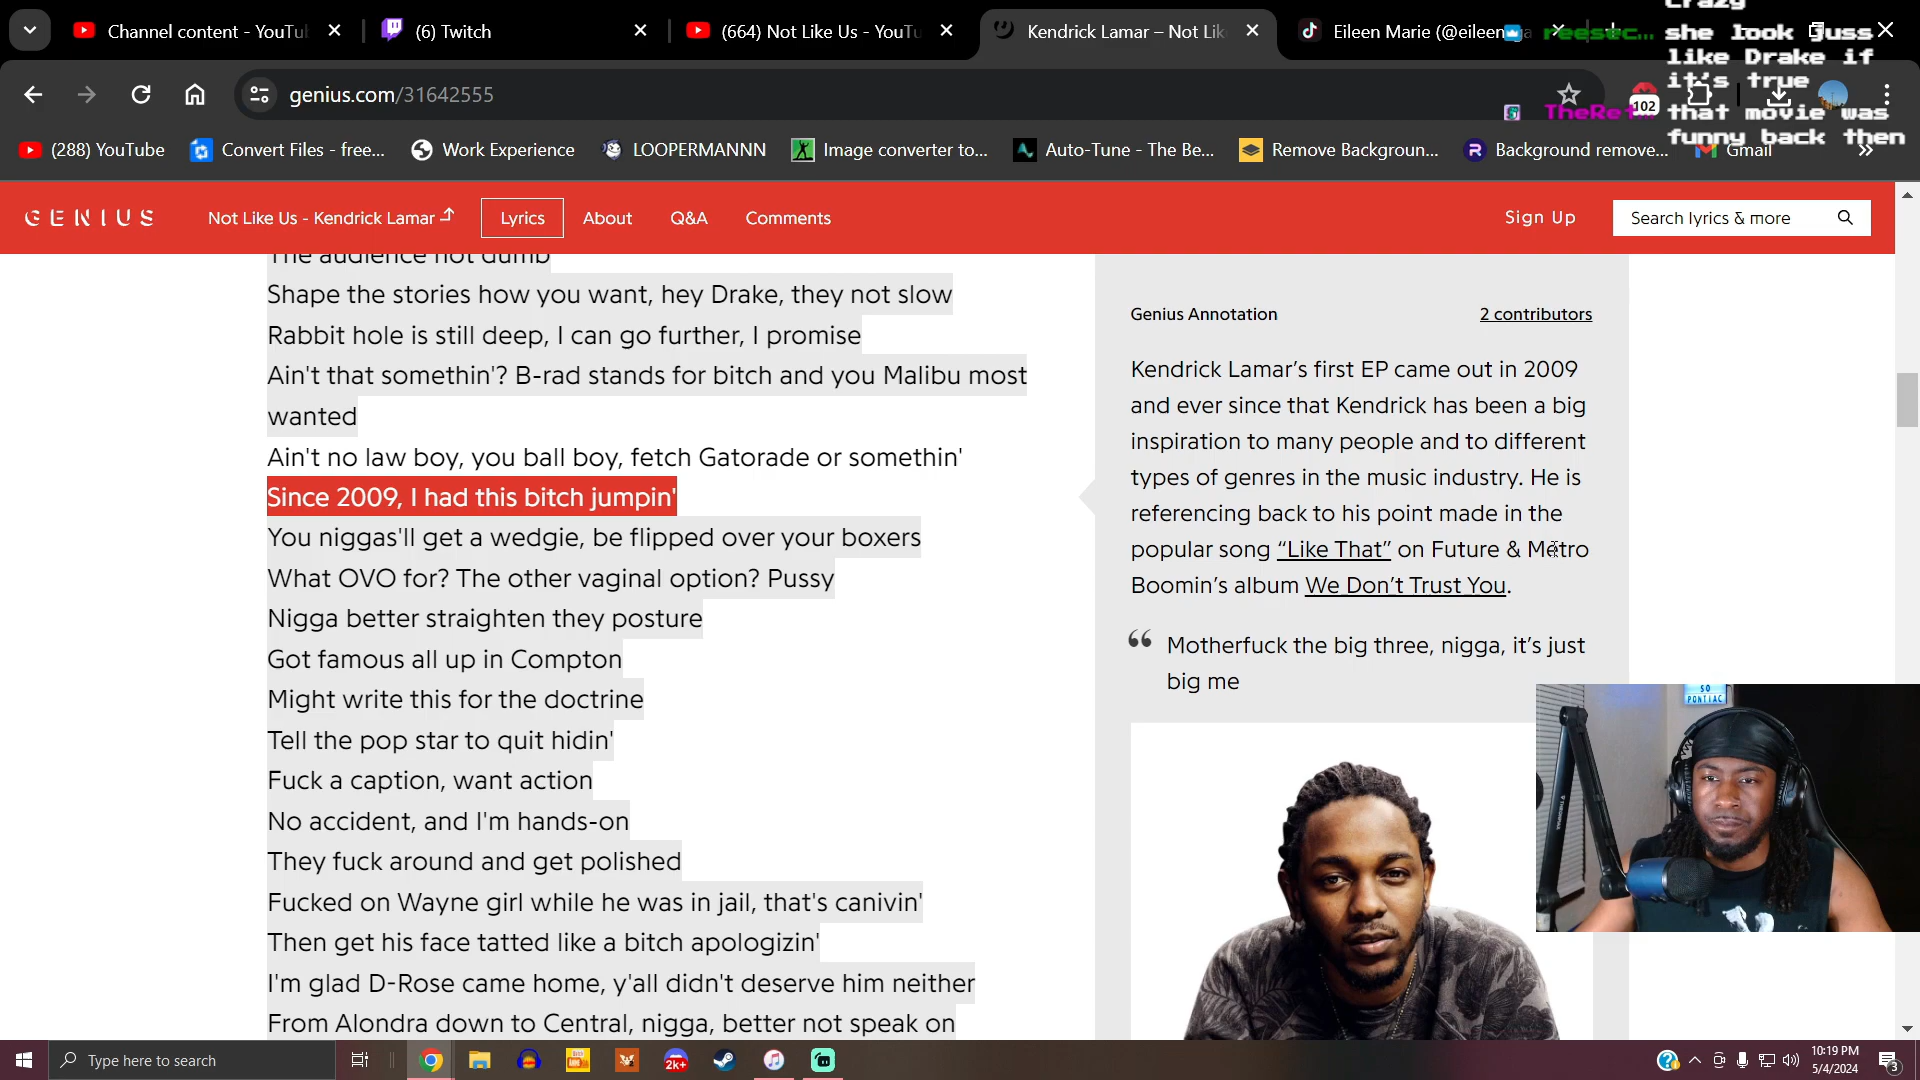 Channel content - YouTu
(6) Twitch
(664) Not Like Us - YouTu
Kendrick Lamar – Not Lik
Eileen Marie (@eileen
genius.com/31642555
102
Crazy
reesec... she look juss
like Drake if
it's true
TheRet... that movie was
funny back then
(288) YouTube
Convert Files - free...
Work Experience
LOOPERMANNN
Image converter to...
Auto-Tune - The Be...
Remove Backgroun...
Background remove...
Gmail
GENIUS
Not Like Us - Kendrick Lamar
Lyrics
About
Q&A
Comments
Sign Up
Search lyrics & more
The audience not dumb
Shape the stories how you want, hey Drake, they not slow
Rabbit hole is still deep, I can go further, I promise
Ain't that somethin'? B-rad stands for bitch and you Malibu most
wanted
Ain't no law boy, you ball boy, fetch Gatorade or somethin'
Since 2009, I had this bitch jumpin'
You niggas'll get a wedgie, be flipped over your boxers
What OVO for? The other vaginal option? Pussy
Nigga better straighten they posture
Got famous all up in Compton
Might write this for the doctrine
Tell the pop star to quit hidin'
Fuck a caption, want action
No accident, and I'm hands-on
They fuck around and get polished
Fucked on Wayne girl while he was in jail, that's canivin'
Then get his face tatted like a bitch apologizin'
I'm glad D-Rose came home, y'all didn't deserve him neither
From Alondra down to Central, nigga, better not speak on
Genius Annotation
2 contributors
Kendrick Lamar’s first EP came out in 2009
and ever since that Kendrick has been a big
inspiration to many people and to different
types of genres in the music industry. He is
referencing back to his point made in the
popular song “Like That” on Future & Metro
Boomin’s album We Don’t Trust You.
“ Motherfuck the big three, nigga, it’s just
big me
PONTIAC
Type here to search
2k+
10:19 PM
5/4/2024
3